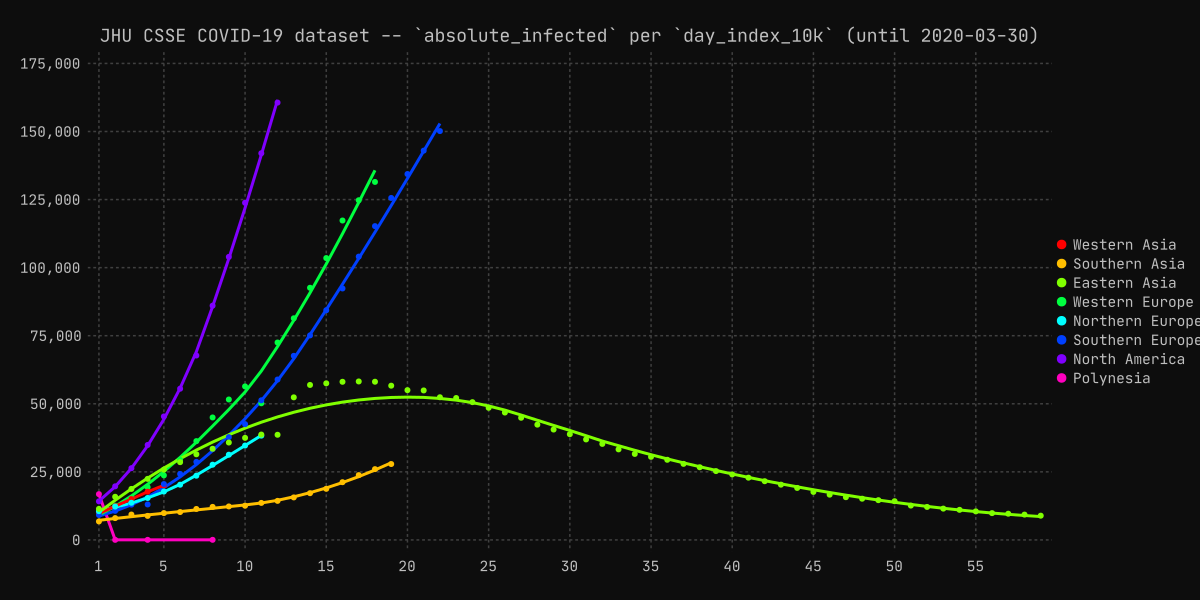 JHU CSSE COVID-19 dataset -- `absolute_infected` per `day_index_10k` (until 2020-03-30)
175,000
150,000
125,000
100,000
75,000
50,000
25,000
0
1 5 10 15 20 25 30 35 40 45 50 55
Western Asia
Southern Asia
Eastern Asia
Western Europe
Northern Europe
Southern Europe
North America
Polynesia